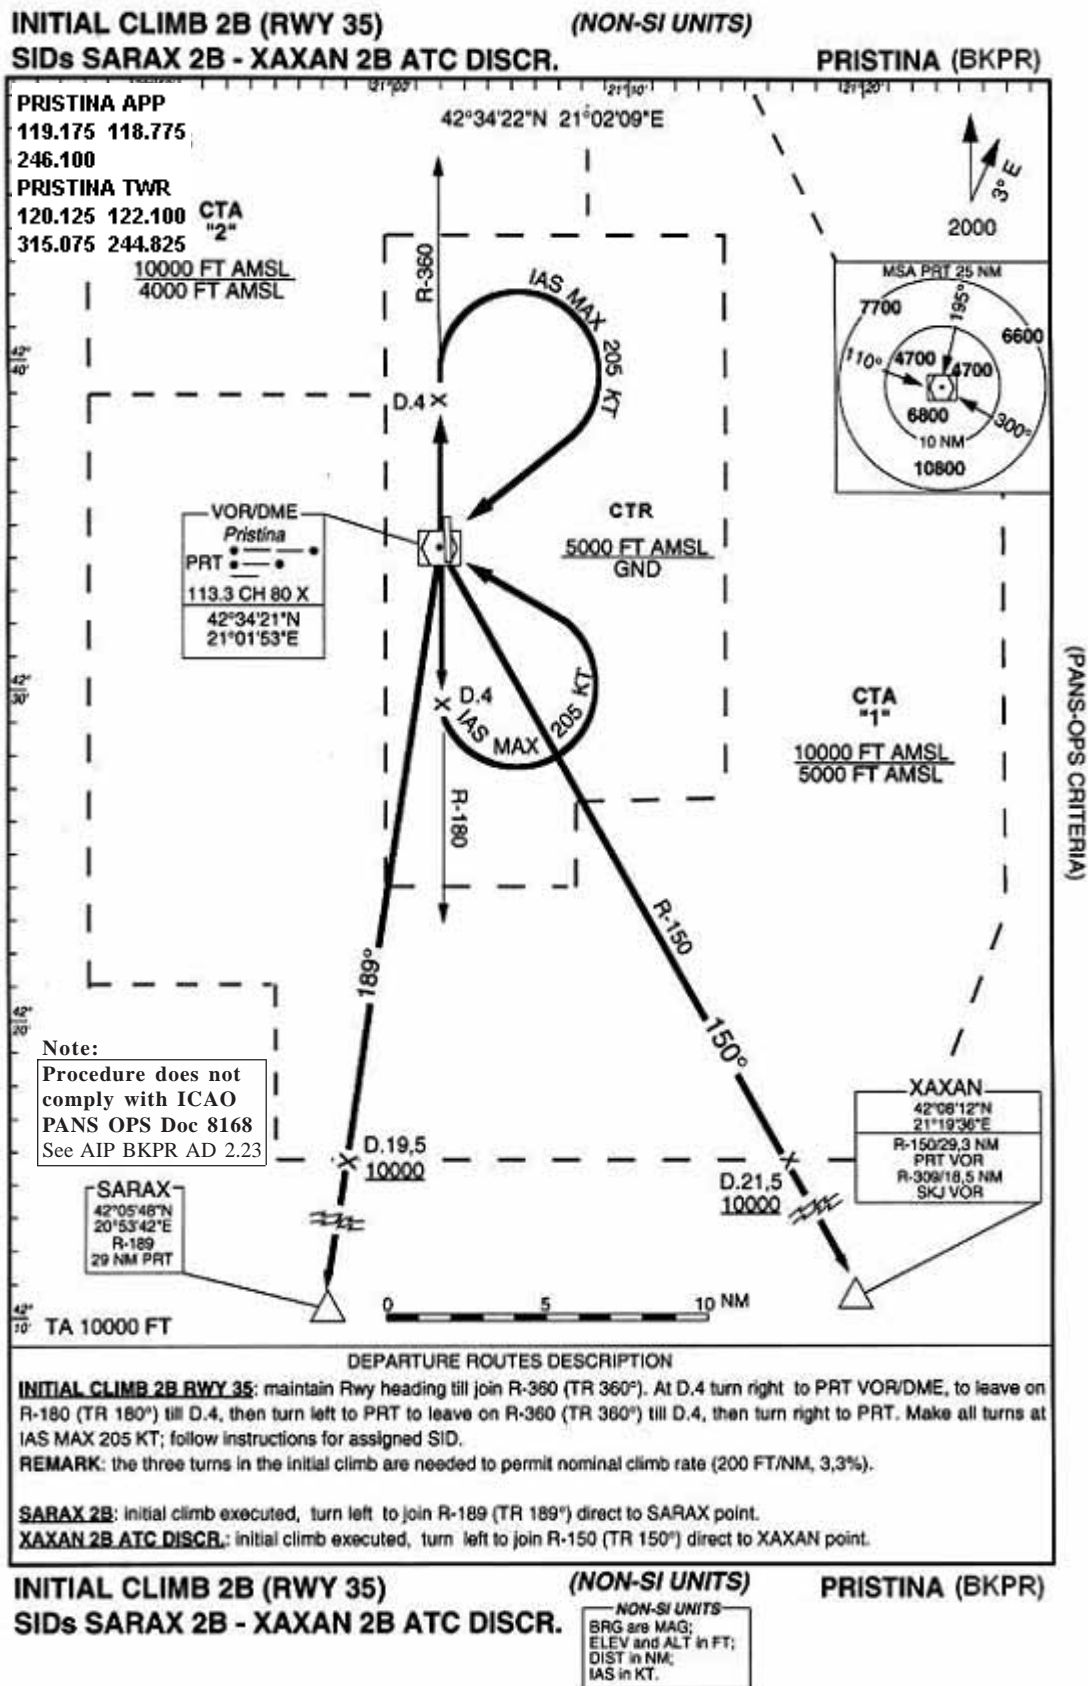 INITIAL CLIMB 2B (RWY 35)
(NON-SI UNITS)
SIDs SARAX 2B - XAXAN 2B ATC DISCR.
PRISTINA (BKPR)
21°00'
21°10'
21°20'
PRISTINA APP
119.175 118.775
246.100
PRISTINA TWR
120.125 122.100
315.075 244.825
42°34'22"N 21°02'09"E
CTA
"2"
10000 FT AMSL
4000 FT AMSL
R-360
IAS MAX 205 KT
3° E
2000
MSA PRT 25 NM
7700
195°
6600
110°
4700
4700
6800
300°
10 NM
10800
42°
40'
D.4
VOR/DME
Pristina
PRT
113.3 CH 80 X
42°34'21"N
21°01'53"E
CTR
5000 FT AMSL
GND
42°
30'
D.4
IAS MAX 205 KT
CTA
"1"
10000 FT AMSL
5000 FT AMSL
(PANS-OPS CRITERIA)
R-180
R-150
189°
150°
42°
20'
Note:
Procedure does not
comply with ICAO
PANS OPS Doc 8168
See AIP BKPR AD 2.23
XAXAN
42°08'12"N
21°19'36"E
R-150/29,3 NM
PRT VOR
R-309/18,5 NM
SKJ VOR
D.19,5
10000
D.21,5
10000
SARAX
42°05'48"N
20°53'42"E
R-189
29 NM PRT
0 5 10 NM
42°
10'
TA 10000 FT
DEPARTURE ROUTES DESCRIPTION
INITIAL CLIMB 2B RWY 35: maintain Rwy heading till join R-360 (TR 360°). At D.4 turn right to PRT VOR/DME, to leave on
R-180 (TR 180°) till D.4, then turn left to PRT to leave on R-360 (TR 360°) till D.4, then turn right to PRT. Make all turns at
IAS MAX 205 KT; follow instructions for assigned SID.
REMARK: the three turns in the initial climb are needed to permit nominal climb rate (200 FT/NM, 3,3%).
SARAX 2B: initial climb executed, turn left to join R-189 (TR 189°) direct to SARAX point.
XAXAN 2B ATC DISCR.: initial climb executed, turn left to join R-150 (TR 150°) direct to XAXAN point.
INITIAL CLIMB 2B (RWY 35)
(NON-SI UNITS)
PRISTINA (BKPR)
SIDs SARAX 2B - XAXAN 2B ATC DISCR.
NON-SI UNITS
BRG are MAG;
ELEV and ALT in FT;
DIST in NM;
IAS in KT.